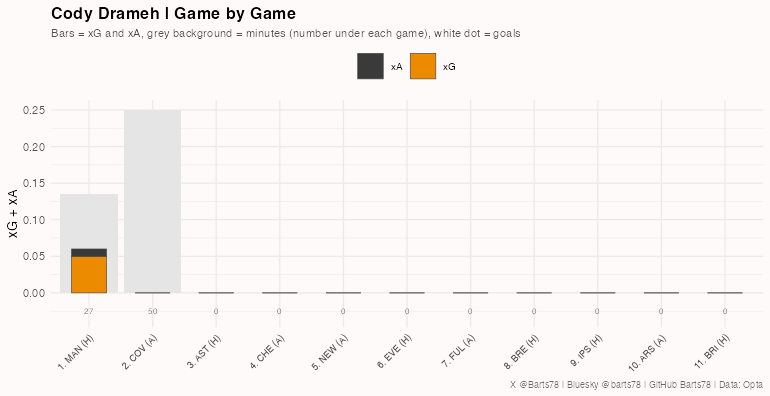 Cody Drameh | Game by Game
Bars = xG and xA, grey background = minutes (number under each game), white dot = goals
xA xG
xG + xA
0.25
0.20
0.15
0.10
0.05
0.00
27 50 0 0 0 0 0 0 0 0 0
1. MAN (H) 2. COV (A) 3. AST (H) 4. CHE (A) 5. NEW (A) 6. EVE (H) 7. FUL (A) 8. BRE (H) 9. IPS (H) 10. ARS (A) 11. BRI (H)
X @Barts78 | Bluesky @barts78 | GitHub Barts78 | Data: Opta